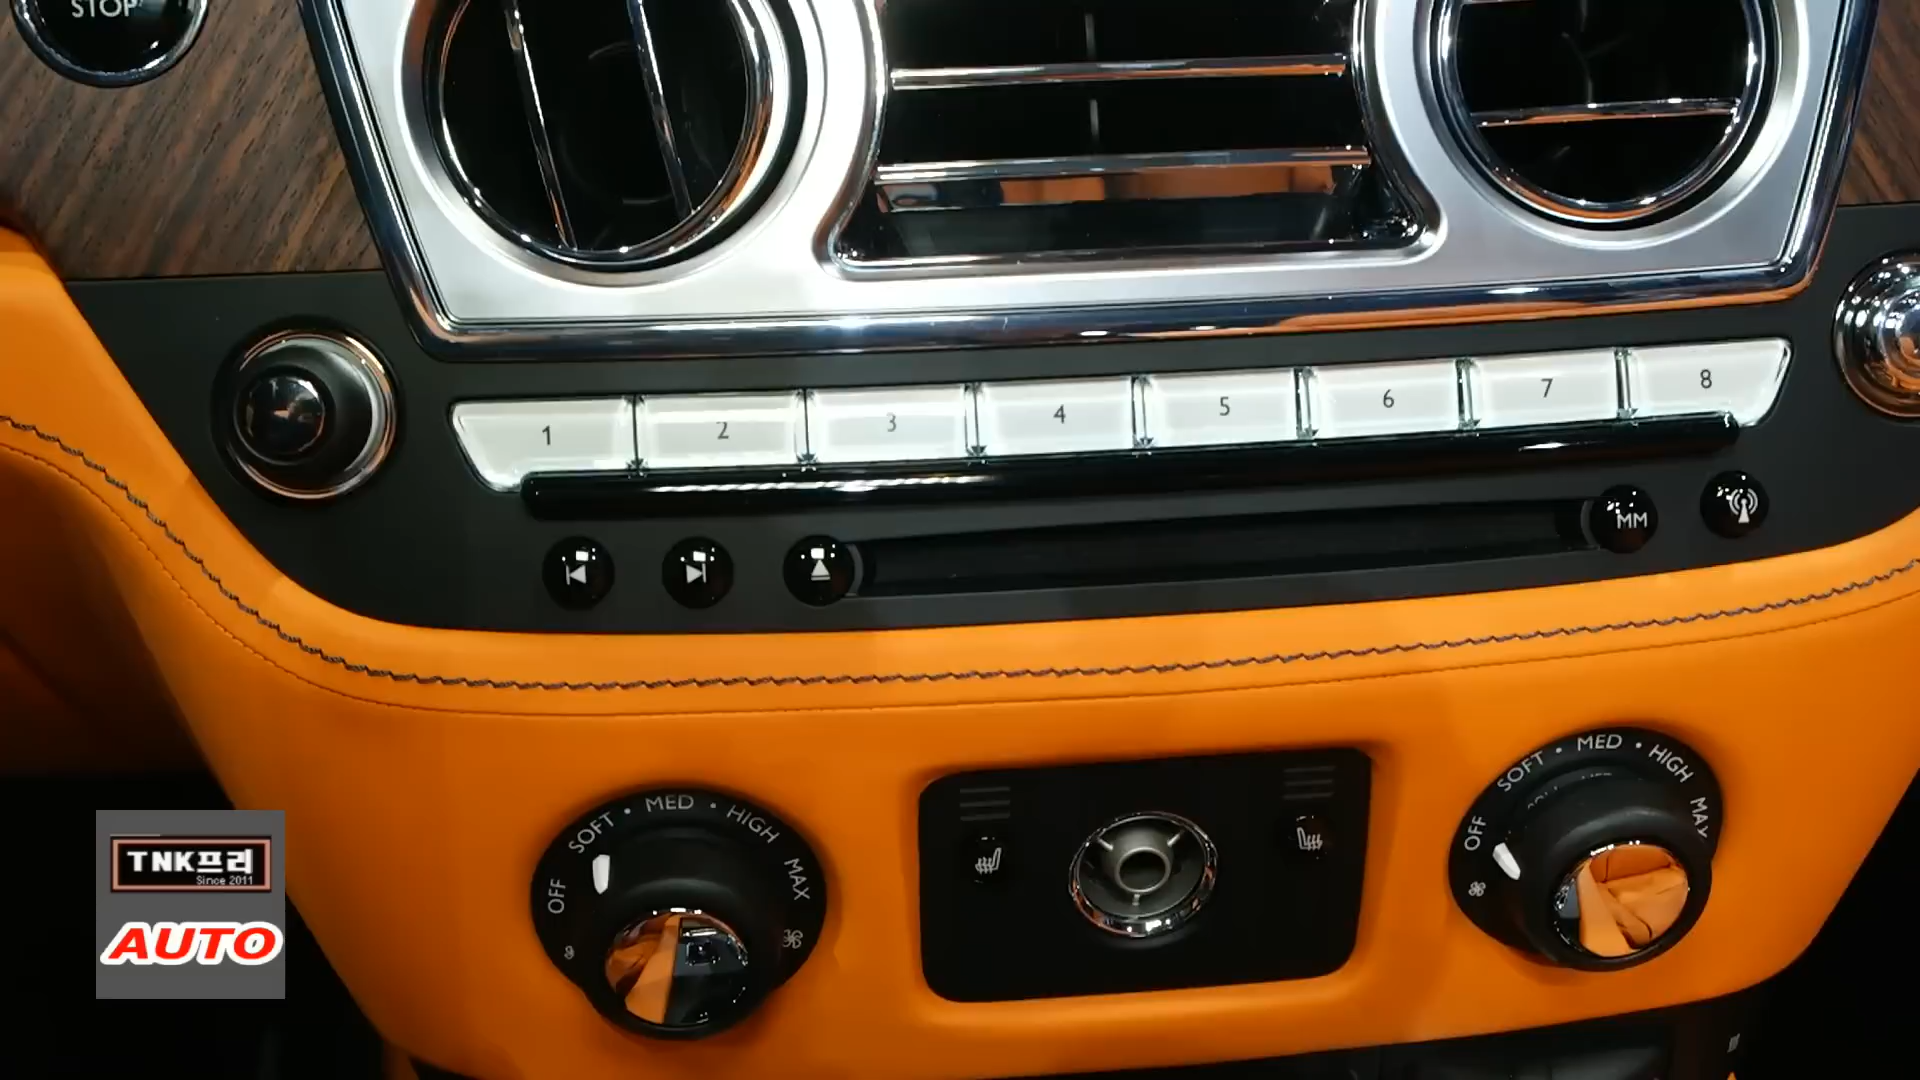 STOP
1 2 3 4 5 6 7 8
MM
SOFT • MED • HIGH
OFF MAX
SOFT • MED • HIGH
OFF MAX
TNK프리
Since 2011
AUTO